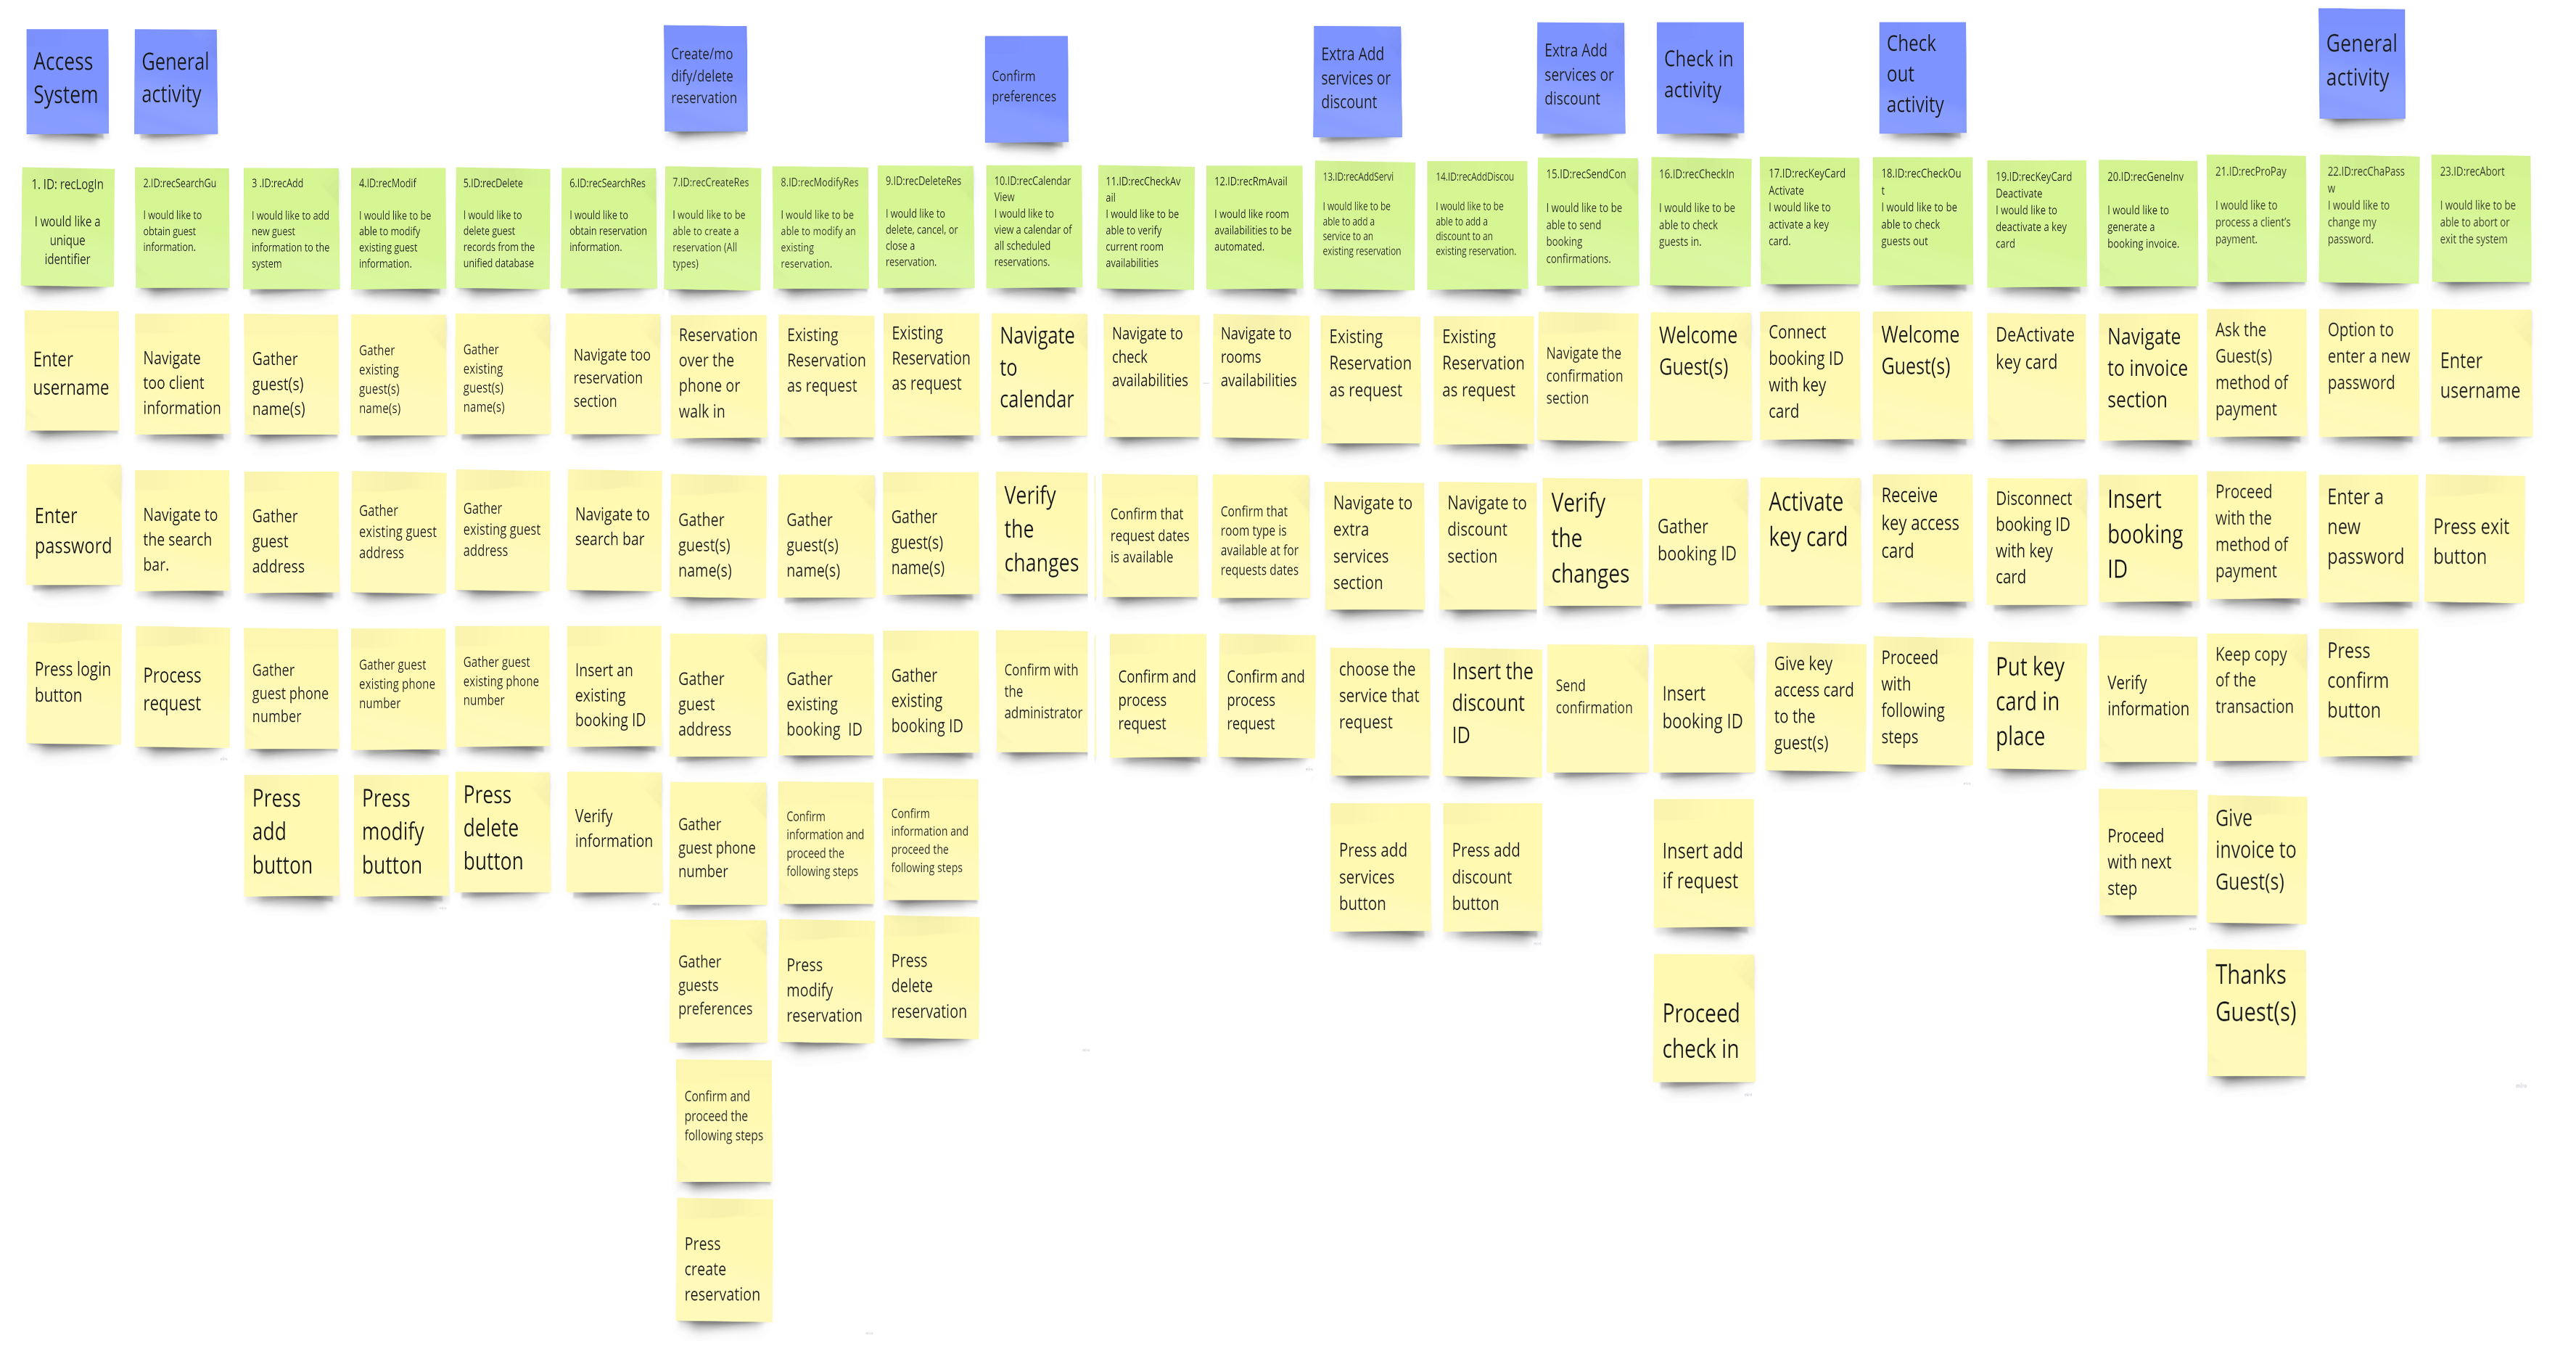 Access
System
General
activity
Create/mo
dify/delete
reservation
Confirm
preferences
Extra Add
services or
discount
Extra Add
services or
discount
Check in
activity
Check
out
activity
General
activity
1. ID: recLogIn
I would like a
unique
identifier
2.ID:recSearchGu
I would like to
obtain guest
information.
3 .ID:recAdd
I would like to add
new guest
information to the
system
4.ID:recModif
I would like to be
able to modify
existing guest
information.
5.ID:recDelete
I would like to
delete guest
records from the
unified database
6.ID:recSearchRes
I would like to
obtain reservation
information.
7.ID:recCreateRes
I would like to be
able to create a
reservation (All
types)
8.ID:recModifyRes
I would like to be
able to modify an
existing
reservation.
9.ID:recDeleteRes
I would like to
delete, cancel, or
close a
reservation.
10.ID:recCalendar
View
I would like to
view a calendar of
all scheduled
reservations.
11.ID:recCheckAv
ail
I would like to be
able to verify
current room
availabilities
12.ID:recRmAvail
I would like room
availabilities to be
automated.
13.ID:recAddServi
I would like to be
able to add a
service to an
existing reservation
14.ID:recAddDiscou
I would like to be
able to add a
discount to an
existing reservation.
15.ID:recSendCon
I would like to be
able to send
booking
confirmations.
16.ID:recCheckIn
I would like to be
able to check
guests in.
17.ID:recKeyCard
Activate
I would like to
activate a key
card.
18.ID:recCheckOu
t
I would like to be
able to check
guests out
19.ID:recKeyCard
Deactivate
I would like to
deactivate a key
card
20.ID:recGeneInv
I would like to
generate a
booking invoice.
21.ID:recProPay
I would like to
process a client's
payment.
22.ID:recChaPass
w
I would like to
change my
password.
23.ID:recAbort
I would like to be
able to abort or
exit the system
Enter
username
Navigate
too client
information
Gather
guest(s)
name(s)
Gather
existing
guest(s)
name(s)
Gather
existing
guest(s)
name(s)
Navigate too
reservation
section
Reservation
over the
phone or
walk in
Existing
Reservation
as request
Existing
Reservation
as request
Navigate
to
calendar
Navigate to
check
availabilities
Navigate to
rooms
availabilities
Existing
Reservation
as request
Existing
Reservation
as request
Navigate the
confirmation
section
Welcome
Guest(s)
Connect
booking ID
with key
card
Welcome
Guest(s)
DeActivate
key card
Navigate
to invoice
section
Ask the
Guest(s)
method of
payment
Option to
enter a new
password
Enter
username
Enter
password
Navigate to
the search
bar.
Gather
guest
address
Gather
existing guest
address
Gather
existing guest
address
Navigate to
search bar
Gather
guest(s)
name(s)
Gather
guest(s)
name(s)
Gather
guest(s)
name(s)
Verify
the
changes
Confirm that
request dates
is available
Confirm that
room type is
available at for
requests dates
Navigate to
extra
services
section
Navigate to
discount
section
Verify
the
changes
Gather
booking ID
Activate
key card
Receive
key access
card
Disconnect
booking ID
with key
card
Insert
booking
ID
Proceed
with the
method of
payment
Enter a
new
password
Press exit
button
Press login
button
Process
request
Gather
guest phone
number
Gather guest
existing phone
number
Gather guest
existing phone
number
Insert an
existing
booking ID
Gather
guest
address
Gather
existing
booking ID
Gather
existing
booking ID
Confirm with
the
administrator
Confirm and
process
request
Confirm and
process
request
choose the
service that
request
Insert the
discount
ID
Send
confirmation
Insert
booking ID
Give key
access card
to the
guest(s)
Proceed
with
following
steps
Put key
card in
place
Verify
information
Keep copy
of the
transaction
Press
confirm
button
Press
add
button
Press
modify
button
Press
delete
button
Verify
information
Gather
guest phone
number
Confirm
information and
proceed the
following steps
Confirm
information and
proceed the
following steps
Press add
services
button
Press add
discount
button
Insert add
if request
Proceed
with next
step
Give
invoice to
Guest(s)
Gather
guests
preferences
Press
modify
reservation
Press
delete
reservation
Proceed
check in
Thanks
Guest(s)
Confirm and
proceed the
following steps
Press
create
reservation